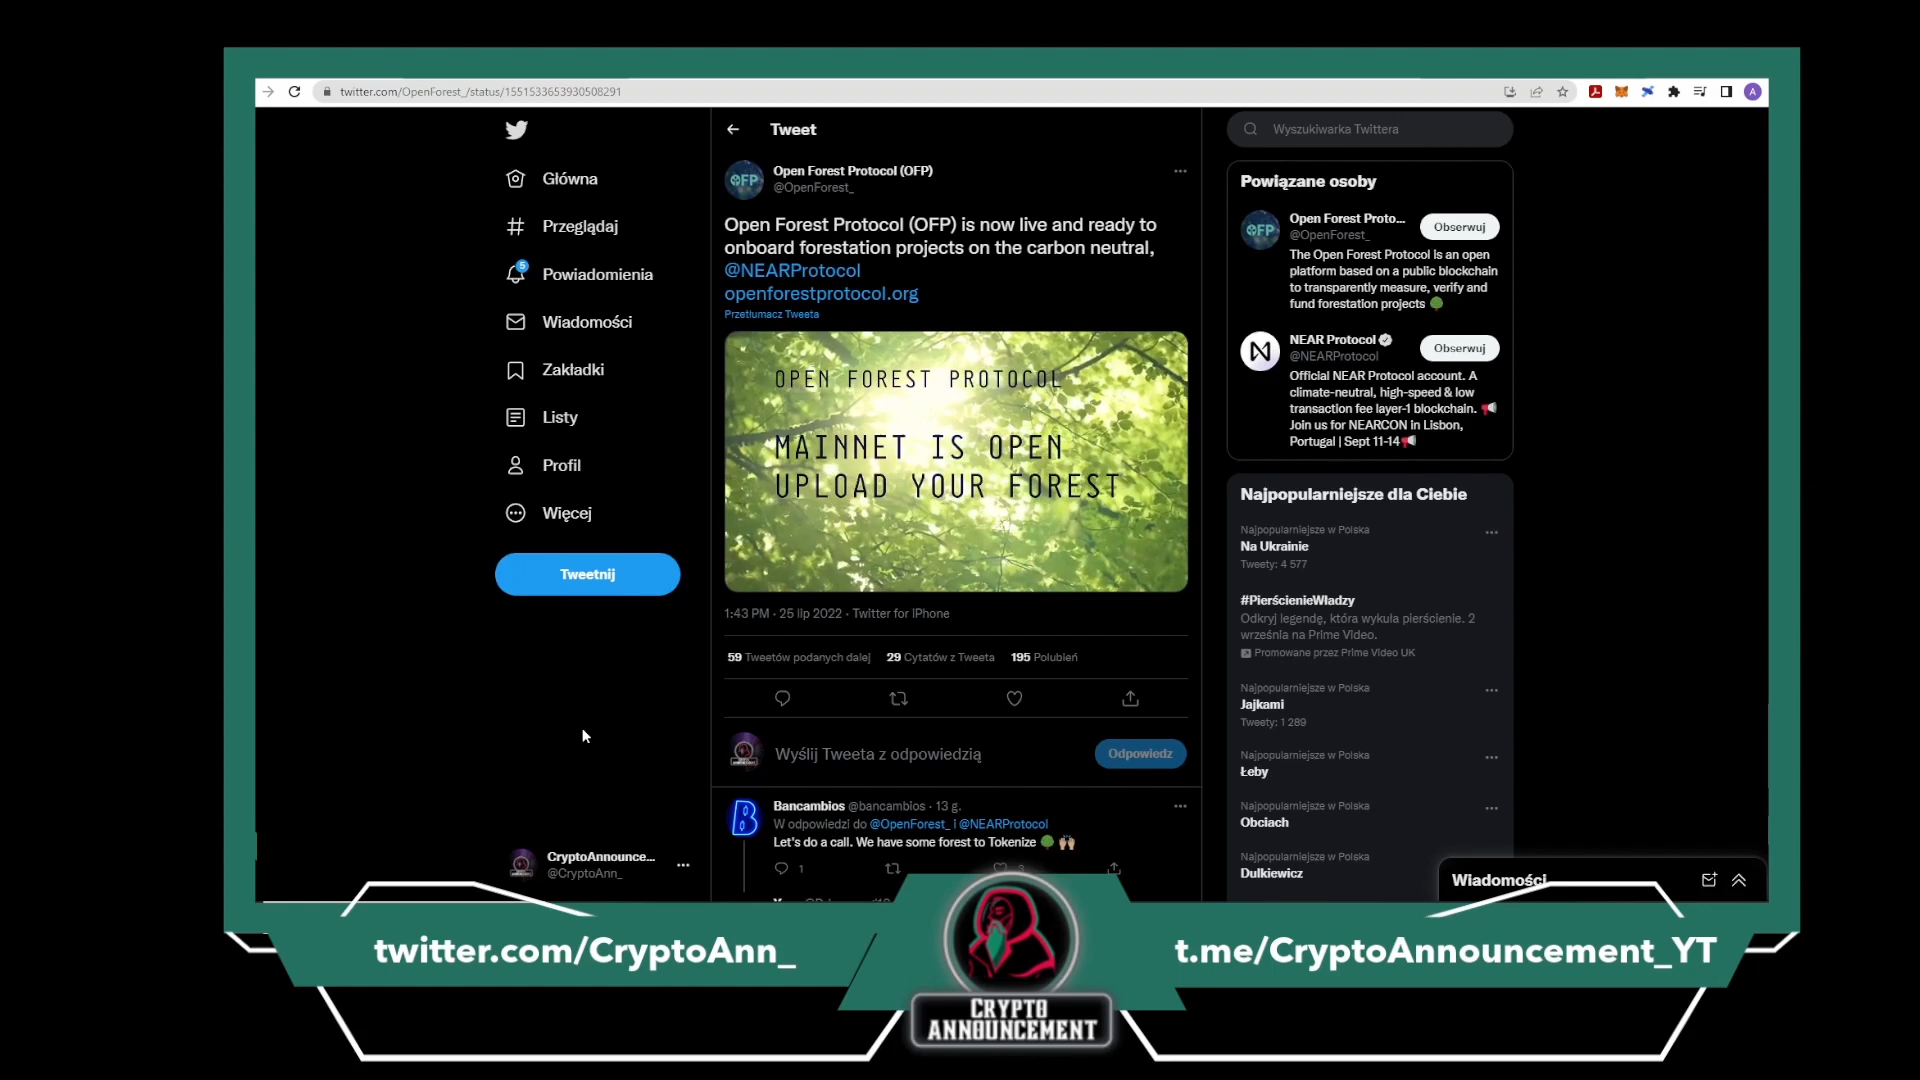 twitter.com/OpenForest_/status/1551533653930508291
A
Główna
Przeglądaj
5
Powiadomienia
Wiadomości
Zakładki
Listy
Profil
Więcej
Tweetnij
CryptoAnnounce...
@CryptoAnn_
Tweet
OFP
Open Forest Protocol (OFP)
@OpenForest_
Open Forest Protocol (OFP) is now live and ready to
onboard forestation projects on the carbon neutral,
@NEARProtocol
openforestprotocol.org
Przetłumacz Tweeta
OPEN FOREST PROTOCOL
MAINNET IS OPEN
UPLOAD YOUR FOREST
1:43 PM · 25 lip 2022 · Twitter for iPhone
59 Tweetów podanych dalej 29 Cytatów z Tweeta 195 Polubień
Wyślij Tweeta z odpowiedzią
Odpowiedz
Bancambios @bancambios · 13 g.
W odpowiedzi do @OpenForest_ i @NEARProtocol
Let's do a call. We have some forest to Tokenize
1
Wyszukiwarka Twittera
Powiązane osoby
OFP
Open Forest Proto...
@OpenForest_
Obserwuj
The Open Forest Protocol is an open
platform based on a public blockchain
to transparently measure, verify and
fund forestation projects
NEAR Protocol
@NEARProtocol
Obserwuj
Official NEAR Protocol account. A
climate-neutral, high-speed & low
transaction fee layer-1 blockchain.
Join us for NEARCON in Lisbon,
Portugal | Sept 11-14
Najpopularniejsze dla Ciebie
Najpopularniejsze w Polska
Na Ukrainie
Tweety: 4 577
#PierścienieWładzy
Odkryj legendę, która wykuła pierścienie. 2
września na Prime Video.
Promowane przez Prime Video UK
Najpopularniejsze w Polska
Jajkami
Tweety: 1 289
Najpopularniejsze w Polska
Łeby
Najpopularniejsze w Polska
Obciach
Najpopularniejsze w Polska
Dulkiewicz
Wiadomości
twitter.com/CryptoAnn_
CRYPTO
ANNOUNCEMENT
t.me/CryptoAnnouncement_YT